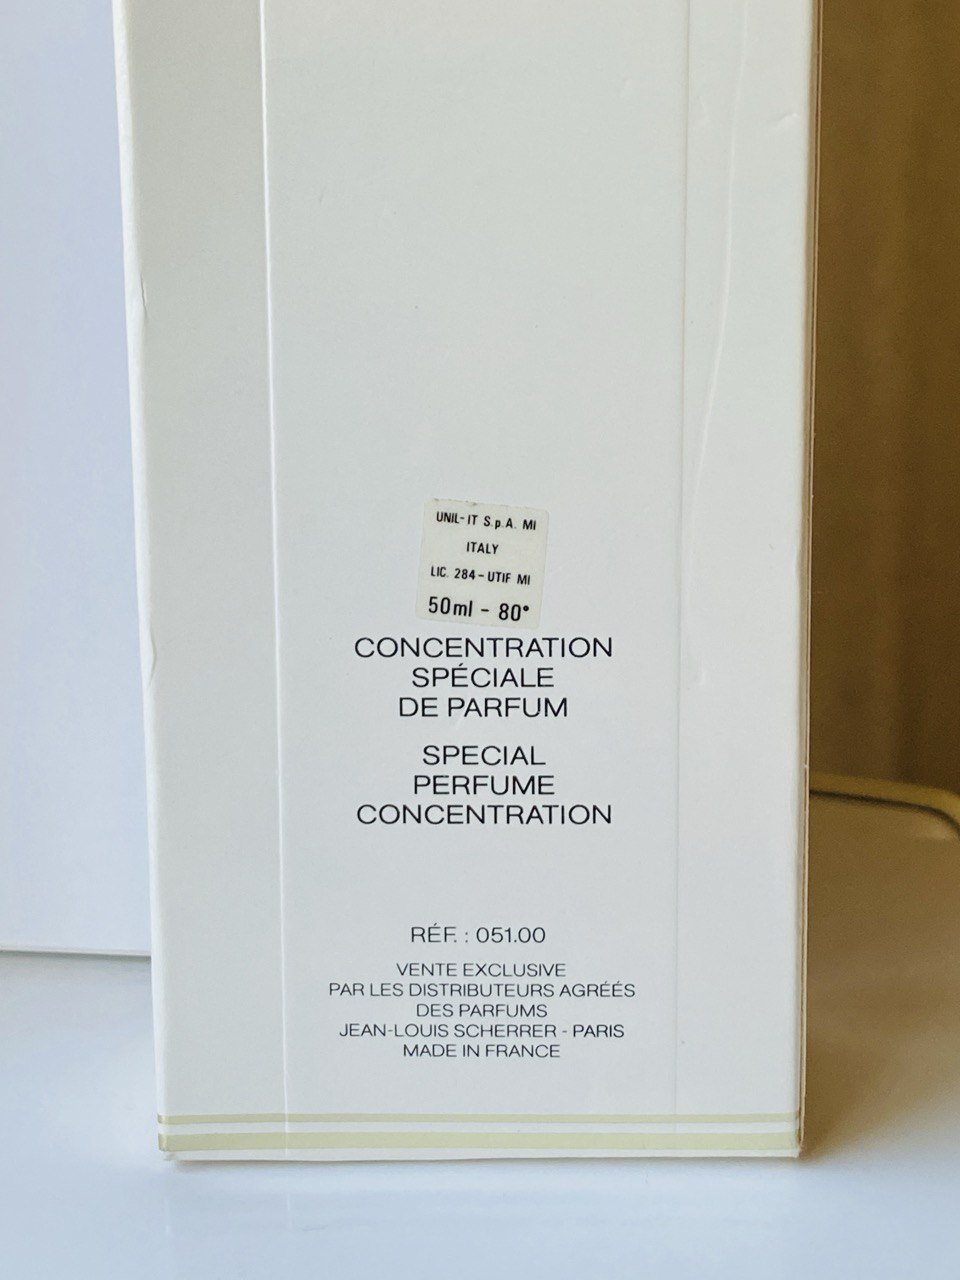 UNIL-IT S.p.A. MI
ITALY
LIC. 284-UTIF MI
50ml - 80°
CONCENTRATION
SPÉCIALE
DE PARFUM
SPECIAL
PERFUME
CONCENTRATION
RÉF. : 051.00
VENTE EXCLUSIVE
PAR LES DISTRIBUTEURS AGRÉÉS
DES PARFUMS
JEAN-LOUIS SCHERRER - PARIS
MADE IN FRANCE